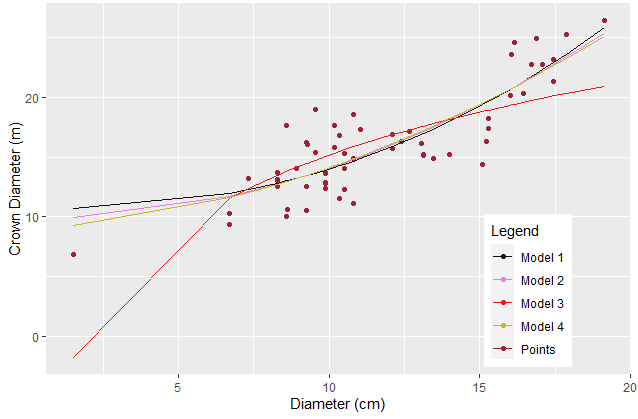 20
10
0
Crown Diameter (m)
5
10
15
20
Diameter (cm)
Legend
Model 1
Model 2
Model 3
Model 4
Points